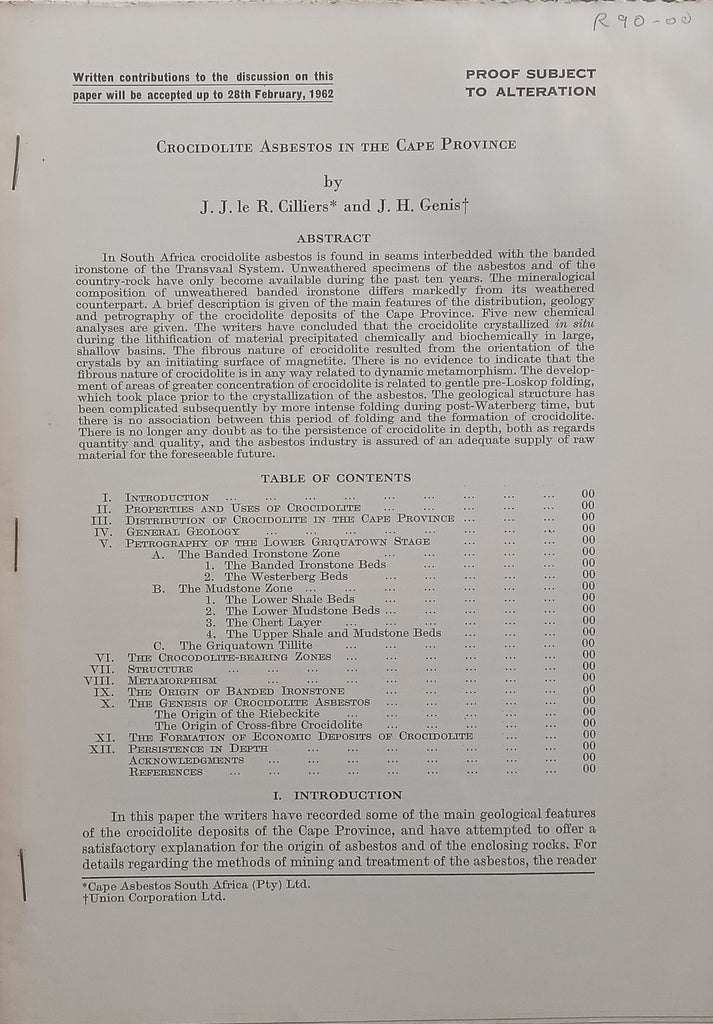 R 90-00
Written contributions to the discussion on this
paper will be accepted up to 28th February, 1962
PROOF SUBJECT
TO ALTERATION
CROCIDOLITE ASBESTOS IN THE CAPE PROVINCE
by
J. J. le R. Cilliers* and J. H. Genis†
ABSTRACT
In South Africa crocidolite asbestos is found in seams interbedded with the banded
ironstone of the Transvaal System. Unweathered specimens of the asbestos and of the
country-rock have only become available during the past ten years. The mineralogical
composition of unweathered banded ironstone differs markedly from its weathered
counterpart. A brief description is given of the main features of the distribution, geology
and petrography of the crocidolite deposits of the Cape Province. Five new chemical
analyses are given. The writers have concluded that the crocidolite crystallized in situ
during the lithification of material precipitated chemically and biochemically in large,
shallow basins. The fibrous nature of crocidolite resulted from the orientation of the
crystals by an initiating surface of magnetite. There is no evidence to indicate that the
fibrous nature of crocidolite is in any way related to dynamic metamorphism. The develop-
ment of areas of greater concentration of crocidolite is related to gentle pre-Loskop folding,
which took place prior to the crystallization of the asbestos. The geological structure has
been complicated subsequently by more intense folding during post-Waterberg time, but
there is no association between this period of folding and the formation of crocidolite.
There is no longer any doubt as to the persistence of crocidolite in depth, both as regards
quantity and quality, and the asbestos industry is assured of an adequate supply of raw
material for the foreseeable future.
TABLE OF CONTENTS
I. INTRODUCTION ... ... ... ... ... ... ... ... ... 00
II. PROPERTIES AND USES OF CROCIDOLITE ... ... ... ... ... 00
III. DISTRIBUTION OF CROCIDOLITE IN THE CAPE PROVINCE ... ... ... 00
IV. GENERAL GEOLOGY ... ... ... ... ... ... ... ... 00
V. PETROGRAPHY OF THE LOWER GRIQUATOWN STAGE ... ... ... 00
A. The Banded Ironstone Zone ... ... ... ... ... 00
1. The Banded Ironstone Beds ... ... ... ... 00
2. The Westerberg Beds ... ... ... ... ... 00
B. The Mudstone Zone ... ... ... ... ... ... ... 00
1. The Lower Shale Beds ... ... ... ... ... 00
2. The Lower Mudstone Beds ... ... ... ... ... 00
3. The Chert Layer ... ... ... ... ... ... 00
4. The Upper Shale and Mudstone Beds ... ... ... 00
C. The Griquatown Tillite ... ... ... ... ... ... 00
VI. THE CROCODOLITE-BEARING ZONES ... ... ... ... ... ... 00
VII. STRUCTURE ... ... ... ... ... ... ... ... ... 00
VIII. METAMORPHISM ... ... ... ... ... ... ... ... 00
IX. THE ORIGIN OF BANDED IRONSTONE ... ... ... ... ... 00
X. THE GENESIS OF CROCIDOLITE ASBESTOS ... ... ... ... ... 00
The Origin of the Riebeckite ... ... ... ... ... ... 00
The Origin of Cross-fibre Crocidolite ... ... ... ... ... 00
XI. THE FORMATION OF ECONOMIC DEPOSITS OF CROCIDOLITE ... ... 00
XII. PERSISTENCE IN DEPTH ... ... ... ... ... ... ... 00
ACKNOWLEDGMENTS ... ... ... ... ... ... ... ... 00
REFERENCES ... ... ... ... ... ... ... ... ... 00
I. INTRODUCTION
In this paper the writers have recorded some of the main geological features
of the crocidolite deposits of the Cape Province, and have attempted to offer a
satisfactory explanation for the origin of asbestos and of the enclosing rocks. For
details regarding the methods of mining and treatment of the asbestos, the reader
*Cape Asbestos South Africa (Pty) Ltd.
†Union Corporation Ltd.